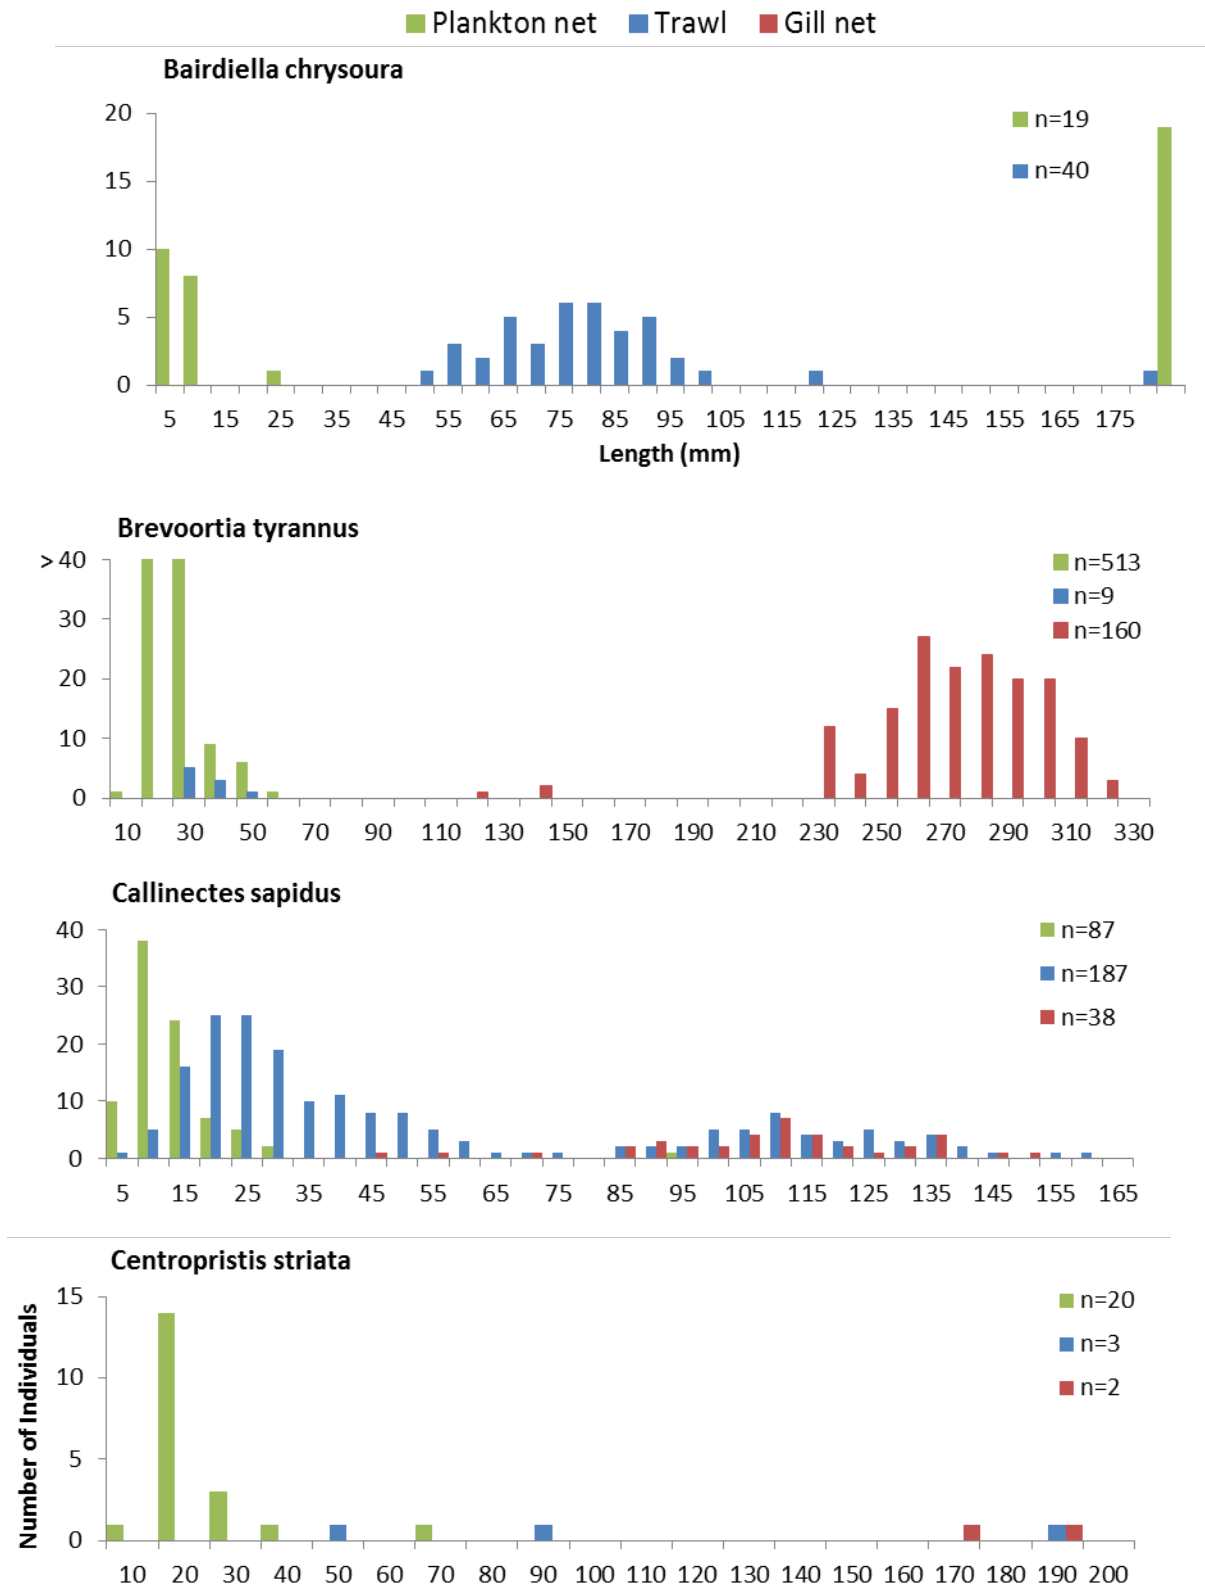 Plankton net Trawl Gill net
Bairdiella chrysoura
20
15
10
5
0
n=19
n=40
5 15 25 35 45 55 65 75 85 95 105 115 125 135 145 155 165 175
Length (mm)
Brevoortia tyrannus
> 40
30
20
10
0
n=513
n=9
n=160
10 30 50 70 90 110 130 150 170 190 210 230 250 270 290 310 330
Callinectes sapidus
40
30
20
10
0
n=87
n=187
n=38
5 15 25 35 45 55 65 75 85 95 105 115 125 135 145 155 165
Centropristis striata
Number of Individuals
15
10
5
0
n=20
n=3
n=2
10 20 30 40 50 60 70 80 90 100 110 120 130 140 150 160 170 180 190 200